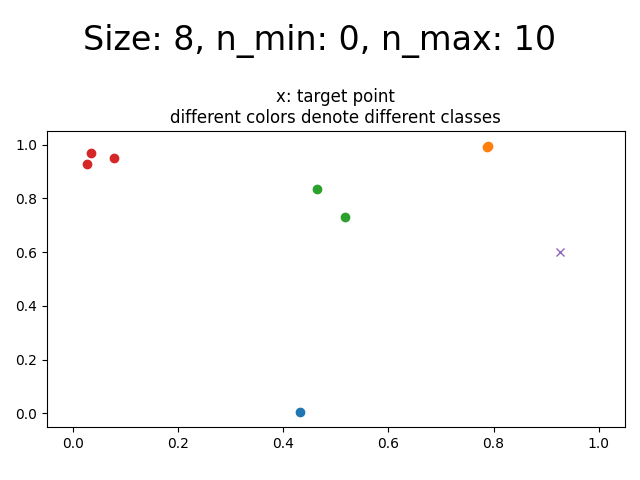 Size: 8, n_min: 0, n_max: 10
x: target point
different colors denote different classes
1.0
0.8
0.6
0.4
0.2
0.0
0.0 0.2 0.4 0.6 0.8 1.0